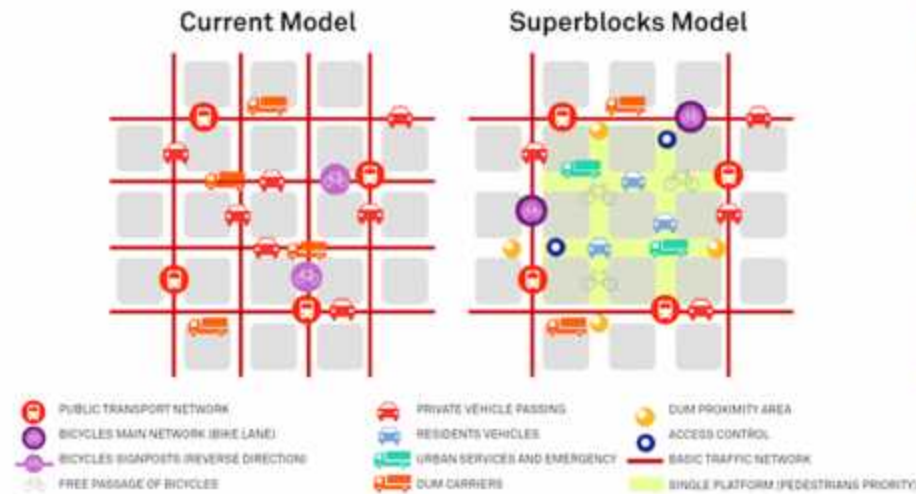 Current Model
Superblocks Model
PUBLIC TRANSPORT NETWORK
BICYCLES MAIN NETWORK (BIKE LANE)
BICYCLES SIGNPOSTS (REVERSE DIRECTION)
FREE PASSAGE OF BICYCLES
PRIVATE VEHICLE PASSING
RESIDENTS VEHICLES
URBAN SERVICES AND EMERGENCY
DUM CARRIERS
DUM PROXIMITY AREA
ACCESS CONTROL
BASIC TRAFFIC NETWORK
SINGLE PLATFORM (PEDESTRIANS PRIORITY)